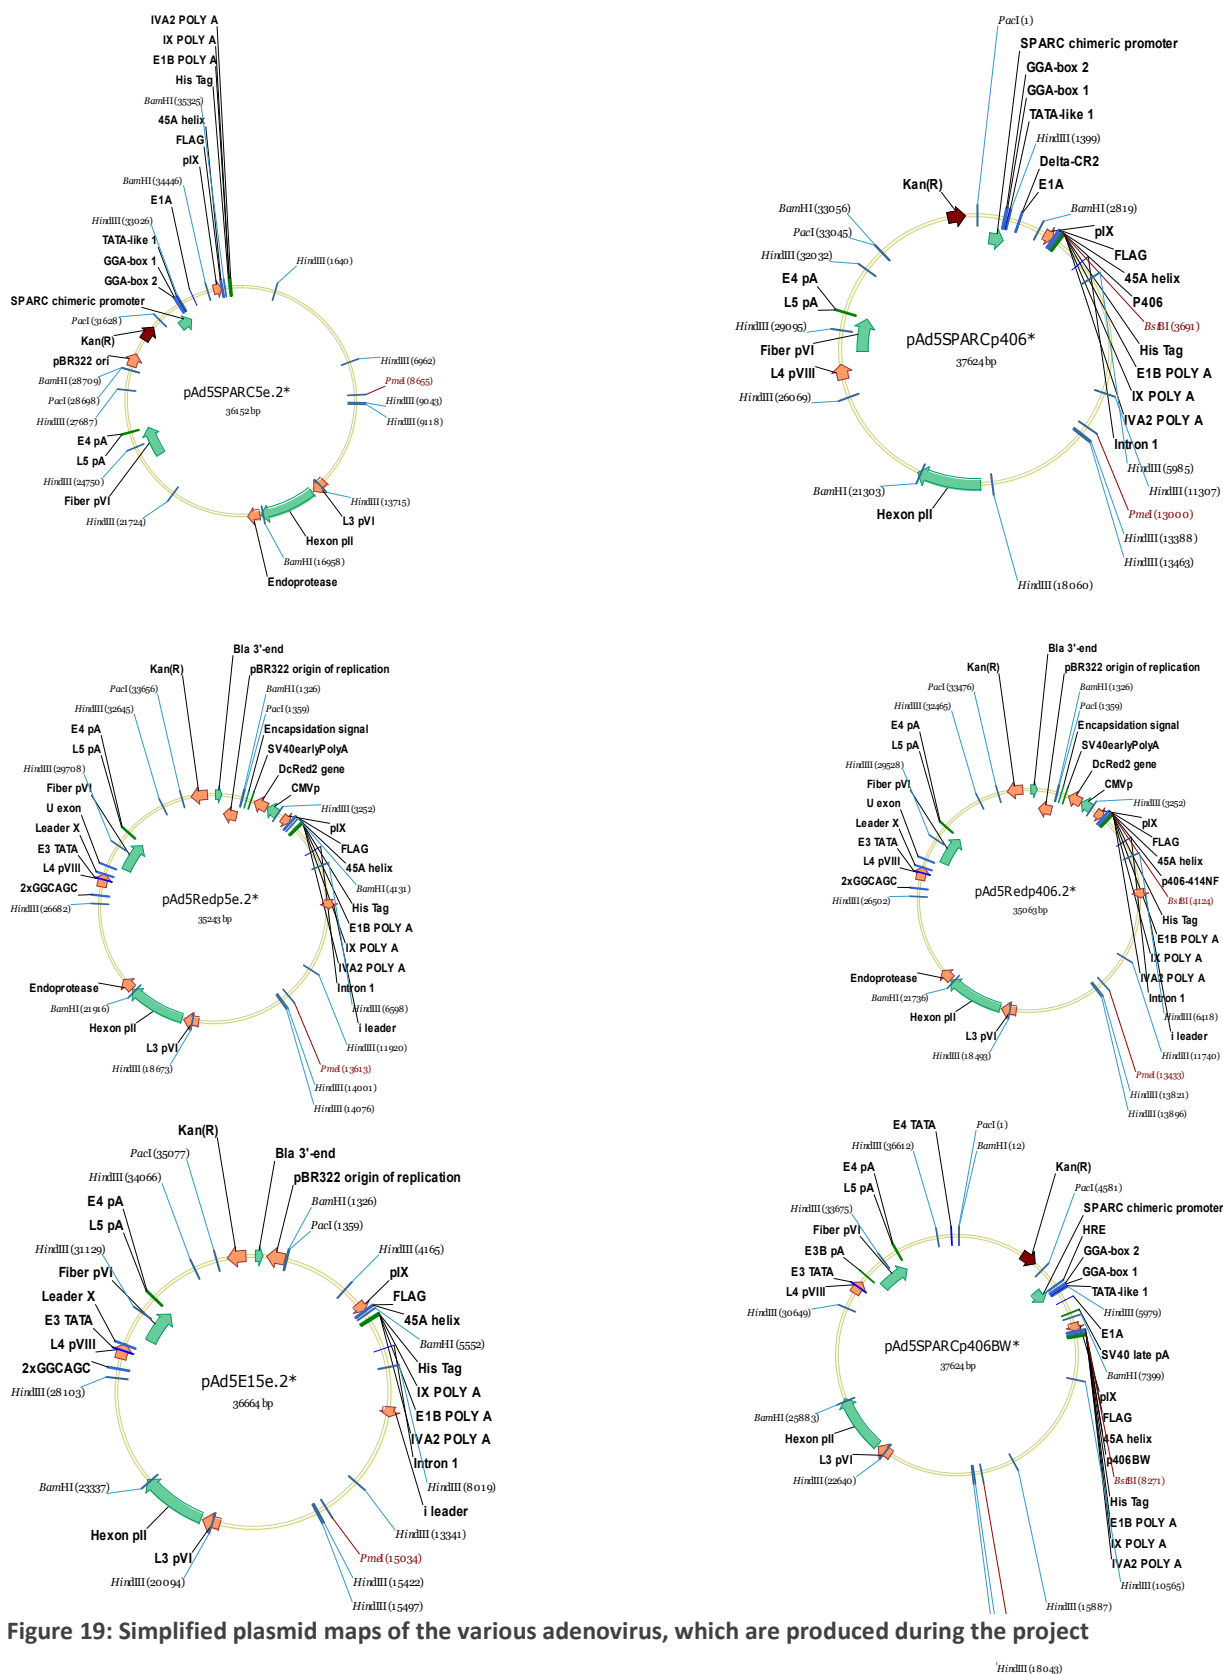 IVA2 POLY A
IX POLY A
E1B POLY A
His Tag
BamHI (35325)
45A helix
FLAG
pIX
BamHI (34446)
E1A
HindIII (33026)
TATA-like 1
GGA-box 1
GGA-box 2
SPARC chimeric promoter
PacI (31628)
Kan(R)
pBR322 ori
BamHI (28709)
PacI (28698)
HindIII (27687)
E4 pA
L5 pA
HindIII (24750)
Fiber pVI
HindIII (21724)
HindIII (1640)
HindIII (6962)
PmeI (8655)
HindIII (9043)
HindIII (9118)
HindIII (13715)
L3 pVI
Hexon pII
BamHI (16958)
Endoprotease
pAd5SPARC5e.2*
36152 bp
PacI (1)
SPARC chimeric promoter
GGA-box 2
GGA-box 1
TATA-like 1
HindIII (1399)
Delta-CR2
E1A
BamHI (2819)
pIX
FLAG
45A helix
P406
BstBI (3691)
His Tag
E1B POLY A
IX POLY A
IVA2 POLY A
Intron 1
HindIII (5985)
HindIII (11307)
PmeI (13000)
HindIII (13388)
HindIII (13463)
HindIII (18060)
Kan(R)
BamHI (33056)
PacI (33045)
HindIII (32032)
E4 pA
L5 pA
HindIII (29095)
Fiber pVI
L4 pVIII
HindIII (26069)
BamHI (21303)
Hexon pII
pAd5SPARCp406*
37624 bp
Bla 3'-end
Kan(R)
pBR322 origin of replication
PacI (33656)
BamHI (1326)
HindIII (32645)
PacI (1359)
E4 pA
Encapsidation signal
L5 pA
SV40earlyPolyA
HindIII (29708)
DcRed2 gene
Fiber pVI
CMVp
U exon
HindIII (3252)
Leader X
pIX
E3 TATA
FLAG
L4 pVIII
45A helix
2xGGCAGC
BamHI (4131)
HindIII (26682)
His Tag
E1B POLY A
IX POLY A
IVA2 POLY A
Intron 1
HindIII (6598)
i leader
HindIII (11920)
PmeI (13613)
HindIII (14001)
HindIII (14076)
Endoprotease
BamHI (21916)
Hexon pII
L3 pVI
HindIII (18673)
pAd5Redp5e.2*
35243 bp
Bla 3'-end
Kan(R)
pBR322 origin of replication
PacI (33476)
BamHI (1326)
HindIII (32465)
PacI (1359)
E4 pA
Encapsidation signal
L5 pA
SV40earlyPolyA
HindIII (29528)
DcRed2 gene
Fiber pVI
CMVp
U exon
HindIII (3252)
Leader X
pIX
E3 TATA
FLAG
L4 pVIII
45A helix
2xGGCAGC
p406-414NF
HindIII (26502)
BstBI (4124)
His Tag
E1B POLY A
IX POLY A
IVA2 POLY A
Intron 1
HindIII (6418)
i leader
HindIII (11740)
PmeI (13433)
HindIII (13821)
HindIII (13896)
Endoprotease
BamHI (21736)
Hexon pII
L3 pVI
HindIII (18493)
pAd5Redp406.2*
35063 bp
Kan(R)
Bla 3'-end
PacI (35077)
pBR322 origin of replication
HindIII (34066)
BamHI (1326)
E4 pA
PacI (1359)
L5 pA
HindIII (31129)
HindIII (4165)
Fiber pVI
pIX
Leader X
FLAG
E3 TATA
45A helix
L4 pVIII
BamHI (5552)
2xGGCAGC
His Tag
HindIII (28103)
IX POLY A
E1B POLY A
IVA2 POLY A
Intron 1
HindIII (8019)
i leader
HindIII (13341)
PmeI (15034)
HindIII (15422)
HindIII (15497)
BamHI (23337)
Hexon pII
L3 pVI
HindIII (20094)
pAd5E15e.2*
36664 bp
E4 TATA
PacI (1)
HindIII (36612)
BamHI (12)
E4 pA
Kan(R)
L5 pA
PacI (4581)
HindIII (33675)
SPARC chimeric promoter
Fiber pVI
HRE
E3B pA
GGA-box 2
E3 TATA
GGA-box 1
L4 pVIII
TATA-like 1
HindIII (30649)
HindIII (5979)
E1A
SV40 late pA
BamHI (7399)
pIX
FLAG
45A helix
p406BW
BstBI (8271)
His Tag
E1B POLY A
IX POLY A
IVA2 POLY A
HindIII (10565)
HindIII (15887)
BamHI (25883)
Hexon pII
L3 pVI
HindIII (22640)
pAd5SPARCp406BW*
37624 bp
Figure 19: Simplified plasmid maps of the various adenovirus, which are produced during the project
HindIII (18043)